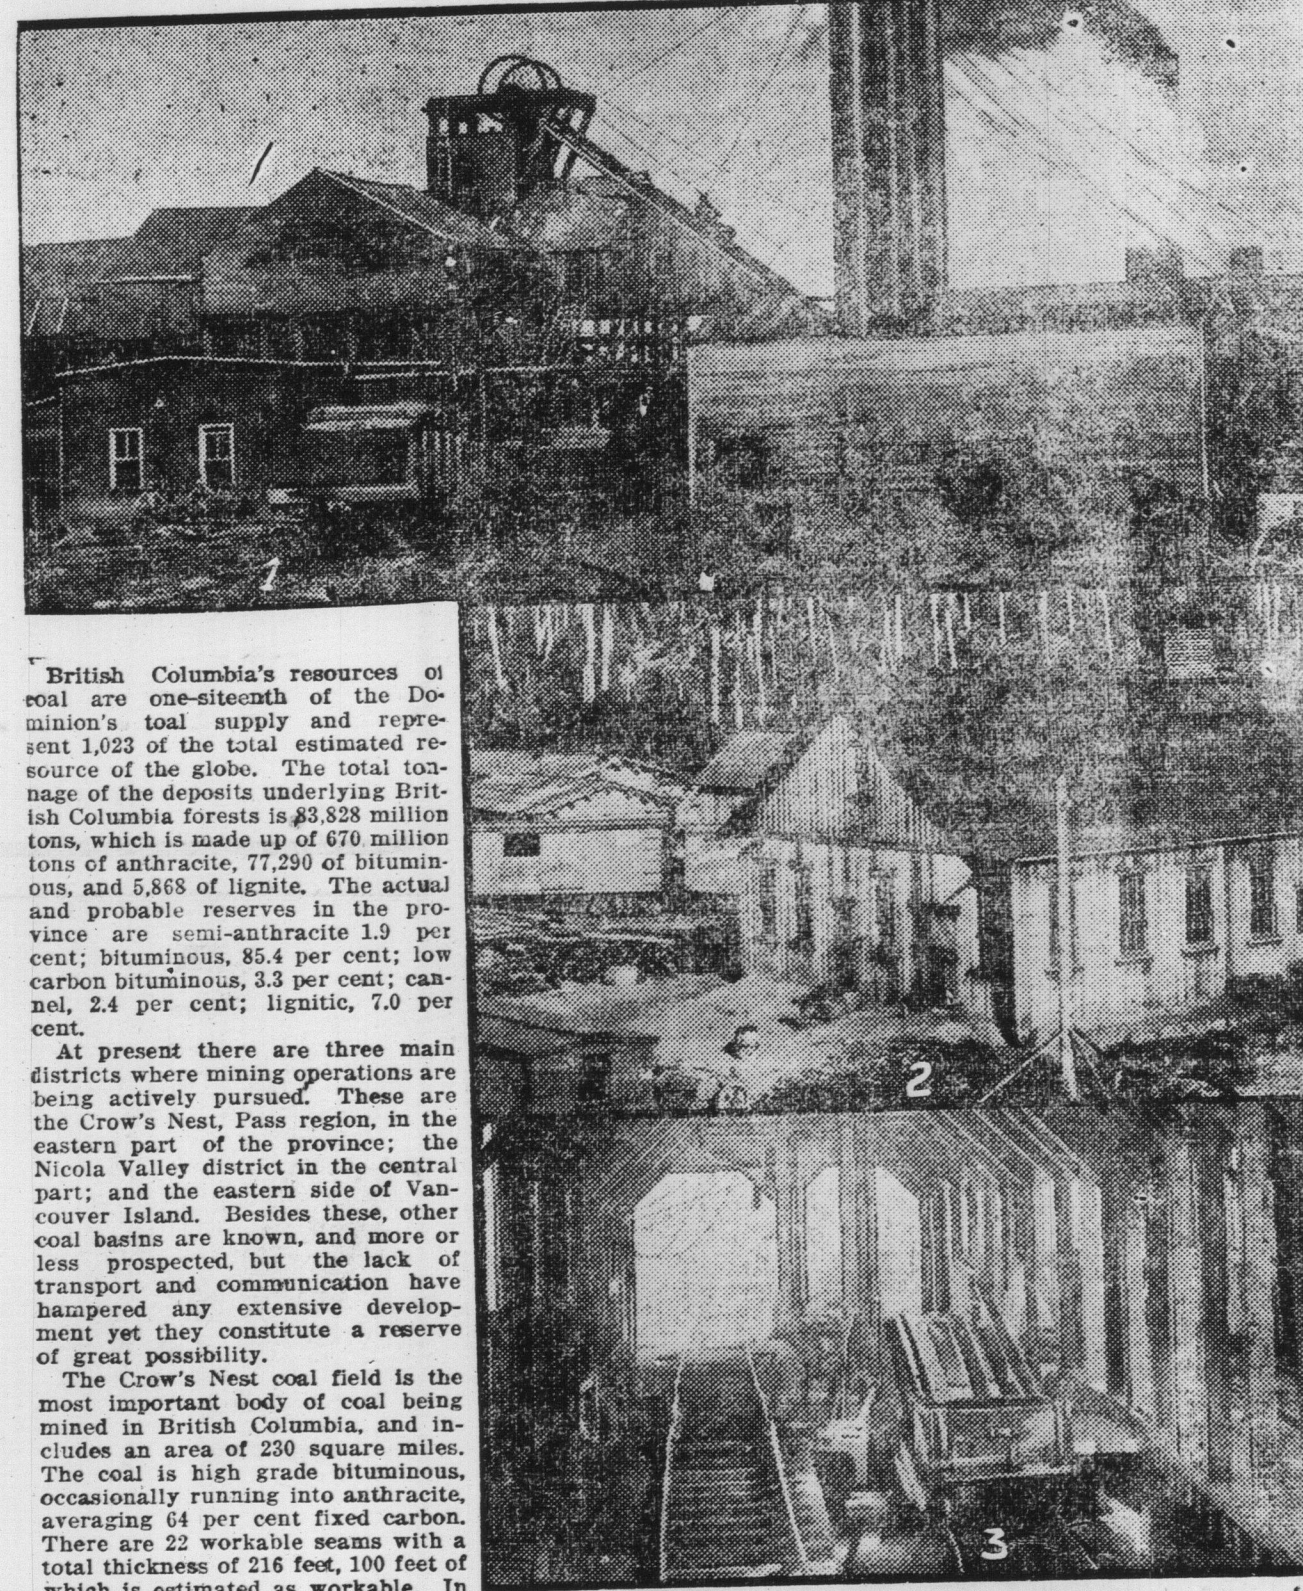 1
British Columbia's resources of
coal are one-siteenth of the Do-
minion's toal supply and repre-
sent 1,023 of the total estimated re-
source of the globe. The total ton-
nage of the deposits underlying Brit-
ish Columbia forests is 83,828 million
tons, which is made up of 670 million
tons of anthracite, 77,290 of bitumin-
ous, and 5,868 of lignite. The actual
and probable reserves in the pro-
vince are semi-anthracite 1.9 per
cent; bituminous, 85.4 per cent; low
carbon bituminous, 3.3 per cent; can-
nel, 2.4 per cent; lignitic, 7.0 per
cent.
At present there are three main
districts where mining operations are
being actively pursued. These are
the Crow's Nest, Pass region, in the
eastern part of the province; the
Nicola Valley district in the central
part; and the eastern side of Van-
couver Island. Besides these, other
coal basins are known, and more or
less prospected, but the lack of
transport and communication have
hampered any extensive develop-
ment yet they constitute a reserve
of great possibility.
The Crow's Nest coal field is the
most important body of coal being
mined in British Columbia, and in-
cludes an area of 230 square miles.
The coal is high grade bituminous,
occasionally running into anthracite,
averaging 64 per cent fixed carbon.
There are 22 workable seams with a
total thickness of 216 feet, 100 feet of
which is estimated as workable. In
2
3